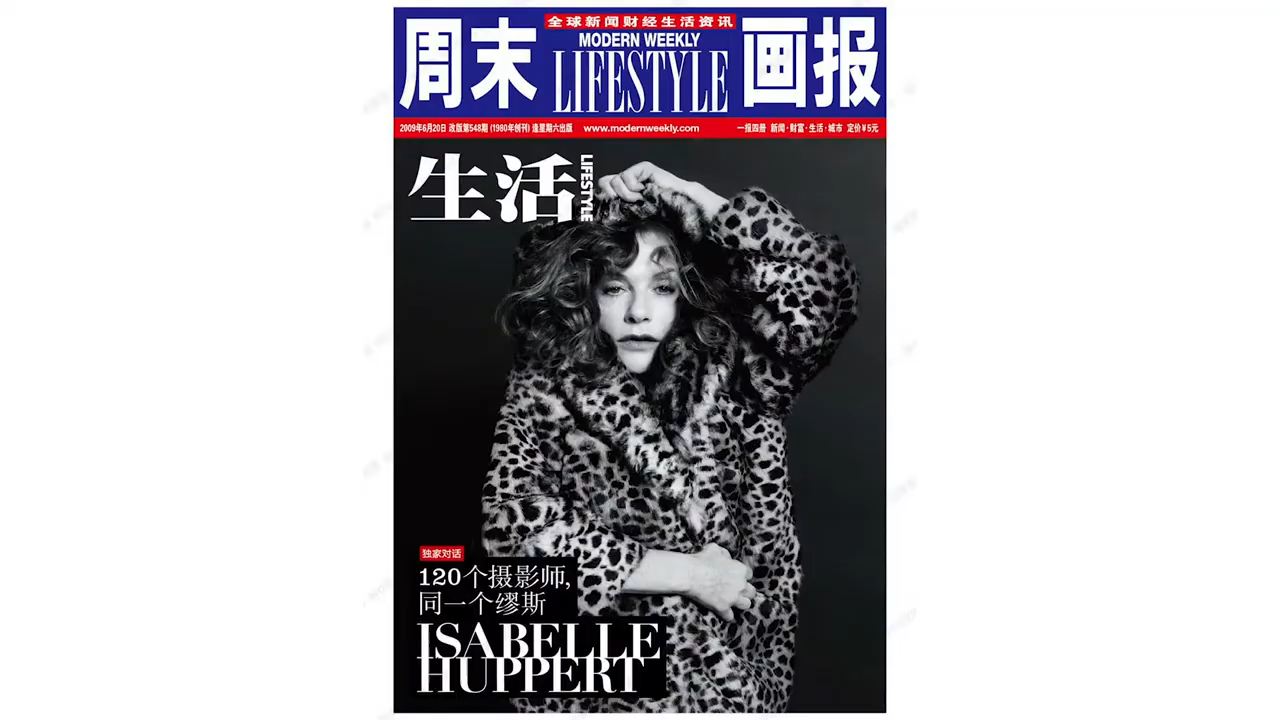 周末画报
全球新闻财经生活资讯
MODERN WEEKLY
LIFESTYLE
2009年6月20日 改版第548期 (1980年创刊) 逢星期六出版 www.modernweekly.com 一报四册 新闻·财富·生活·城市 定价¥5元
生活
LIFESTYLE
独家对话
120个摄影师,
同一个缪斯
ISABELLE
HUPPERT